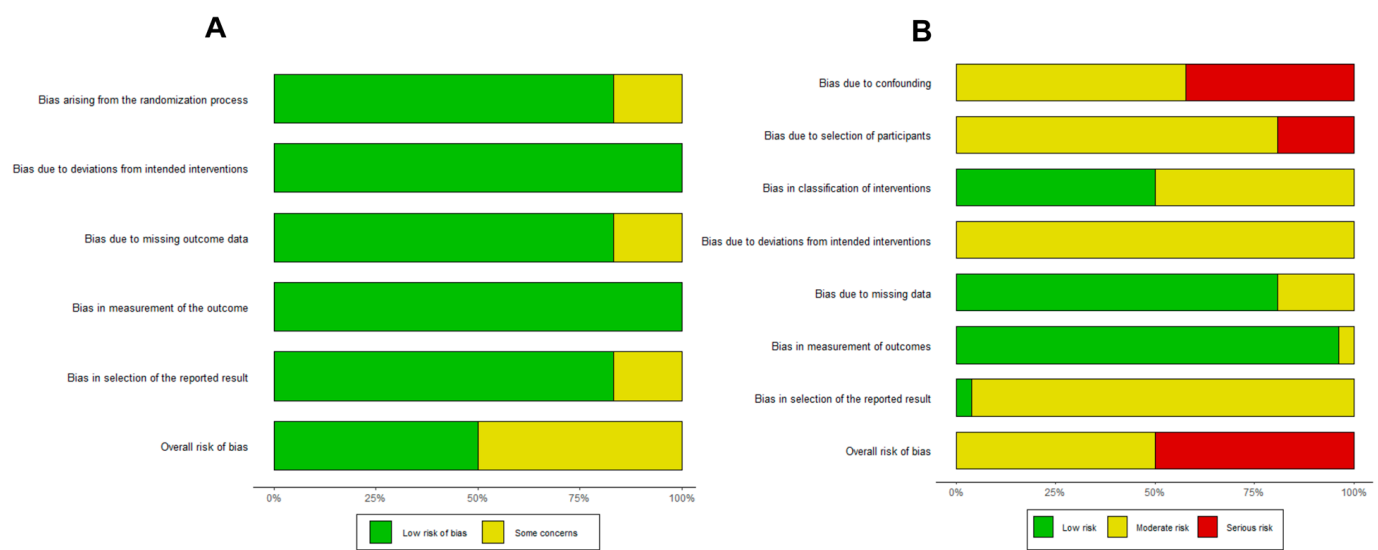 A
Bias arising from the randomization process
Bias due to deviations from intended interventions
Bias due to missing outcome data
Bias in measurement of the outcome
Bias in selection of the reported result
Overall risk of bias
0% 25% 50% 75% 100%
Low risk of bias Some concerns
B
Bias due to confounding
Bias due to selection of participants
Bias in classification of interventions
Bias due to deviations from intended interventions
Bias due to missing data
Bias in measurement of outcomes
Bias in selection of the reported result
Overall risk of bias
0% 25% 50% 75% 100%
Low risk Moderate risk Serious risk